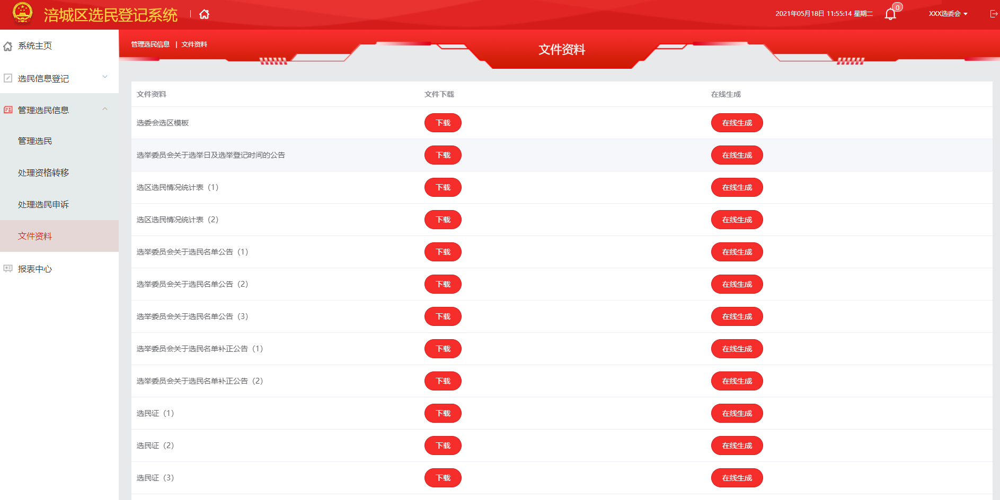 涪城区选民登记系统
2021年05月18日 11:55:14 星期二
0
XXX选委会
系统主页
选民信息登记
管理选民信息
管理选民
处理资格转移
处理选民申诉
文件资料
报表中心
管理选民信息 | 文件资料
文件资料
文件资料 文件下载 在线生成
选委会选区模板 下载 在线生成
选举委员会关于选举日及选举登记时间的公告 下载 在线生成
选区选民情况统计表（1） 下载 在线生成
选区选民情况统计表（2） 下载 在线生成
选举委员会关于选民名单公告（1） 下载 在线生成
选举委员会关于选民名单公告（2） 下载 在线生成
选举委员会关于选民名单公告（3） 下载 在线生成
选举委员会关于选民名单补正公告（1） 下载 在线生成
选举委员会关于选民名单补正公告（2） 下载 在线生成
选民证（1） 下载 在线生成
选民证（2） 下载 在线生成
选民证（3） 下载 在线生成